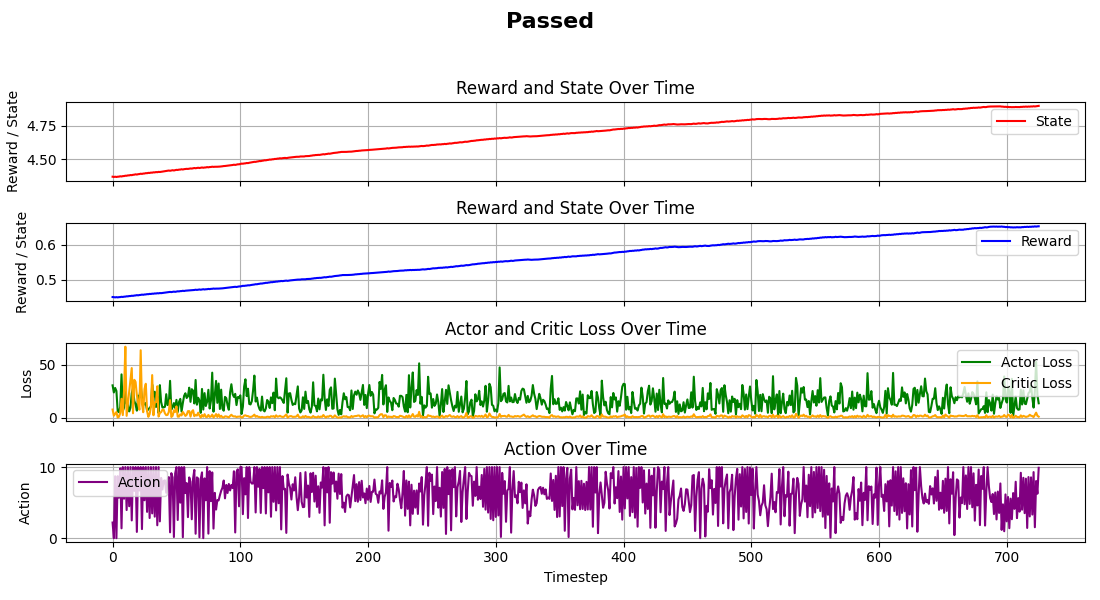 Passed
Reward and State Over Time
Reward / State
4.75
4.50
State
Reward and State Over Time
Reward / State
0.6
0.5
Reward
Actor and Critic Loss Over Time
Loss
50
0
Actor Loss
Critic Loss
Action Over Time
Action
10
0
Action
0 100 200 300 400 500 600 700
Timestep